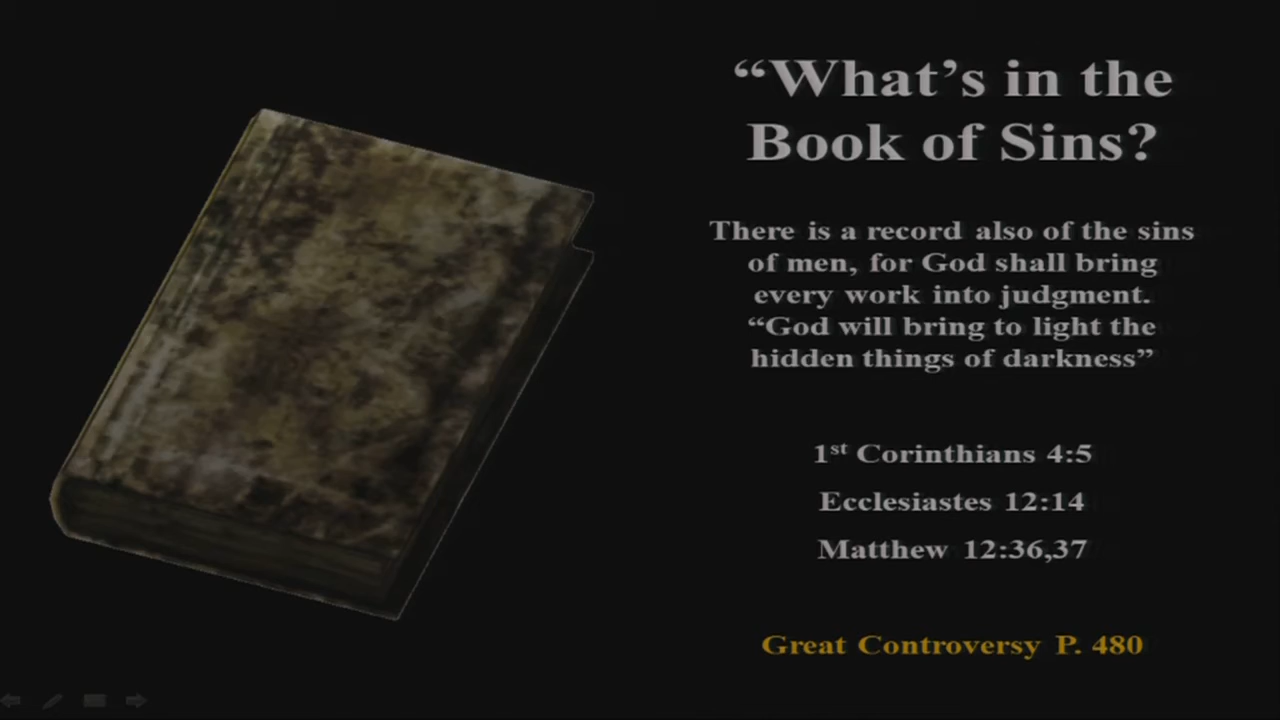 “What’s in the
Book of Sins?
There is a record also of the sins
of men, for God shall bring
every work into judgment.
“God will bring to light the
hidden things of darkness”
1st Corinthians 4:5
Ecclesiastes 12:14
Matthew 12:36,37
Great Controversy P. 480